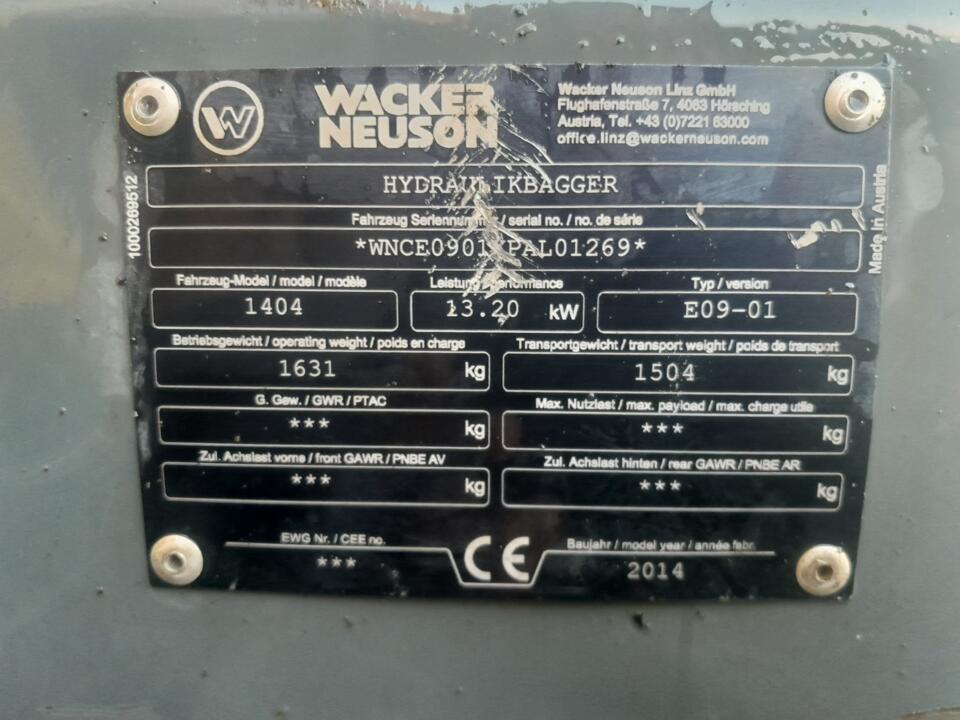 W
WACKER
NEUSON
Wacker Neuson Linz GmbH
Flughafenstraße 7, 4063 Hörsching
Austria, Tel. +43 (0)7221 63000
office.linz@wackerneuson.com
1000269512
HYDRAULIKBAGGER
Made in Austria
Fahrzeug Seriennummer / serial no. / no. de série
PAL01269*
Fahrzeug-Model / model / modèle
1404
Leistung / performance
13.20 kW
Typ / version
E09-01
Betriebsgewicht / operating weight / poids en charge
1631 kg
Transportgewicht / transport weight / poids de transport
1504 kg
G. Gew. / GWR / PTAC
*** kg
Max. Nutzlast / max. payload / max. charge utile
*** kg
Zul. Achslast vorne / front GAWR / PNBE AV
*** kg
Zul. Achslast hinten / rear GAWR / PNBE AR
*** kg
EWG Nr. / CEE no.
***
CE
Baujahr / model year / année fabr.
2014